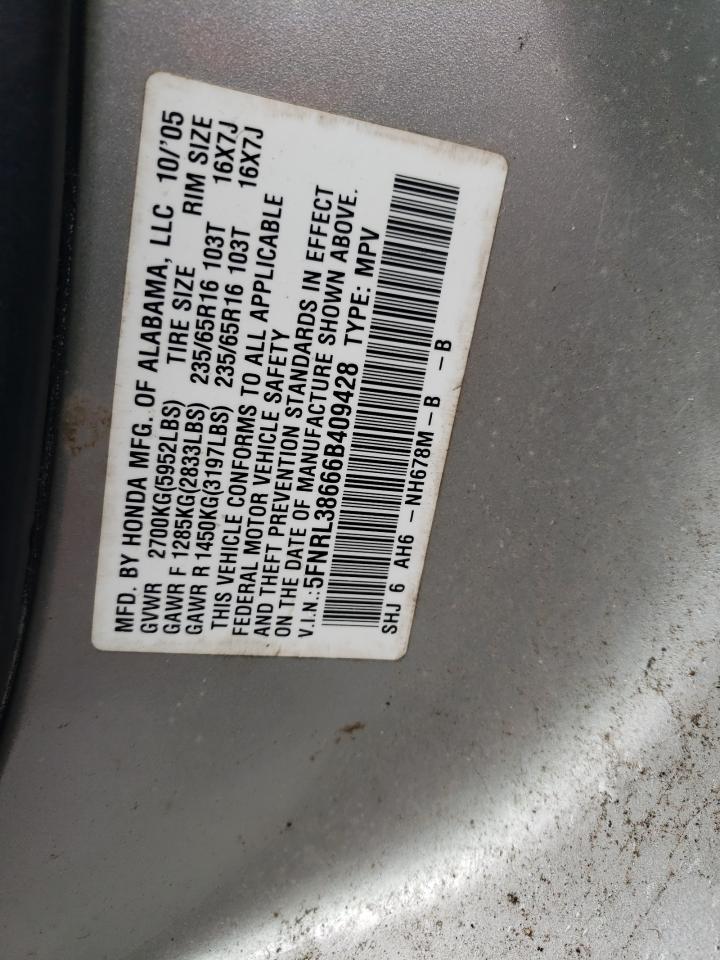 MFD. BY HONDA MFG. OF ALABAMA, LLC 10/'05
GVWR 2700KG(5952LBS) TIRE SIZE RIM SIZE
GAWR F 1285KG(2833LBS) 235/65R16 103T 16X7J
GAWR R 1450KG(3197LBS) 235/65R16 103T 16X7J
THIS VEHICLE CONFORMS TO ALL APPLICABLE
FEDERAL MOTOR VEHICLE SAFETY
AND THEFT PREVENTION STANDARDS IN EFFECT
ON THE DATE OF MANUFACTURE SHOWN ABOVE.
V.I.N.:5FNRL38666B409428 TYPE: MPV
SHJ 6 AH6 - NH678M - B - B